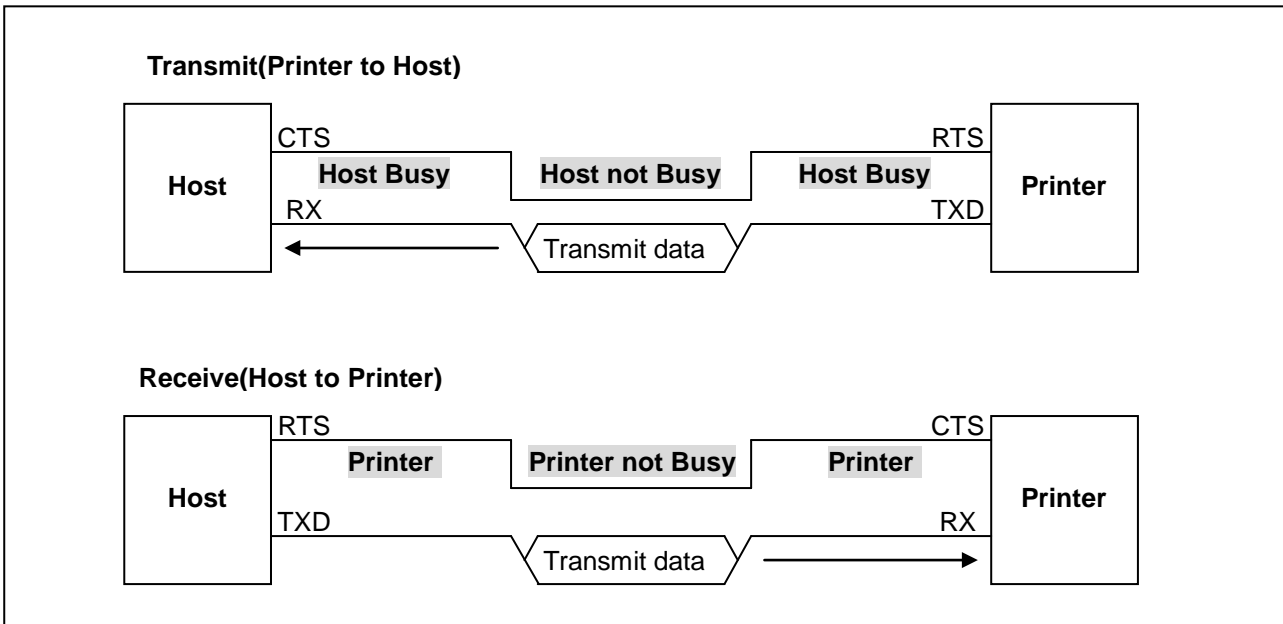 Transmit(Printer to Host)
CTS RTS
Host Busy Host not Busy Host Busy
Host Printer
RX TXD
Transmit data
Receive(Host to Printer)
RTS CTS
Printer Printer not Busy Printer
Host Printer
TXD RX
Transmit data